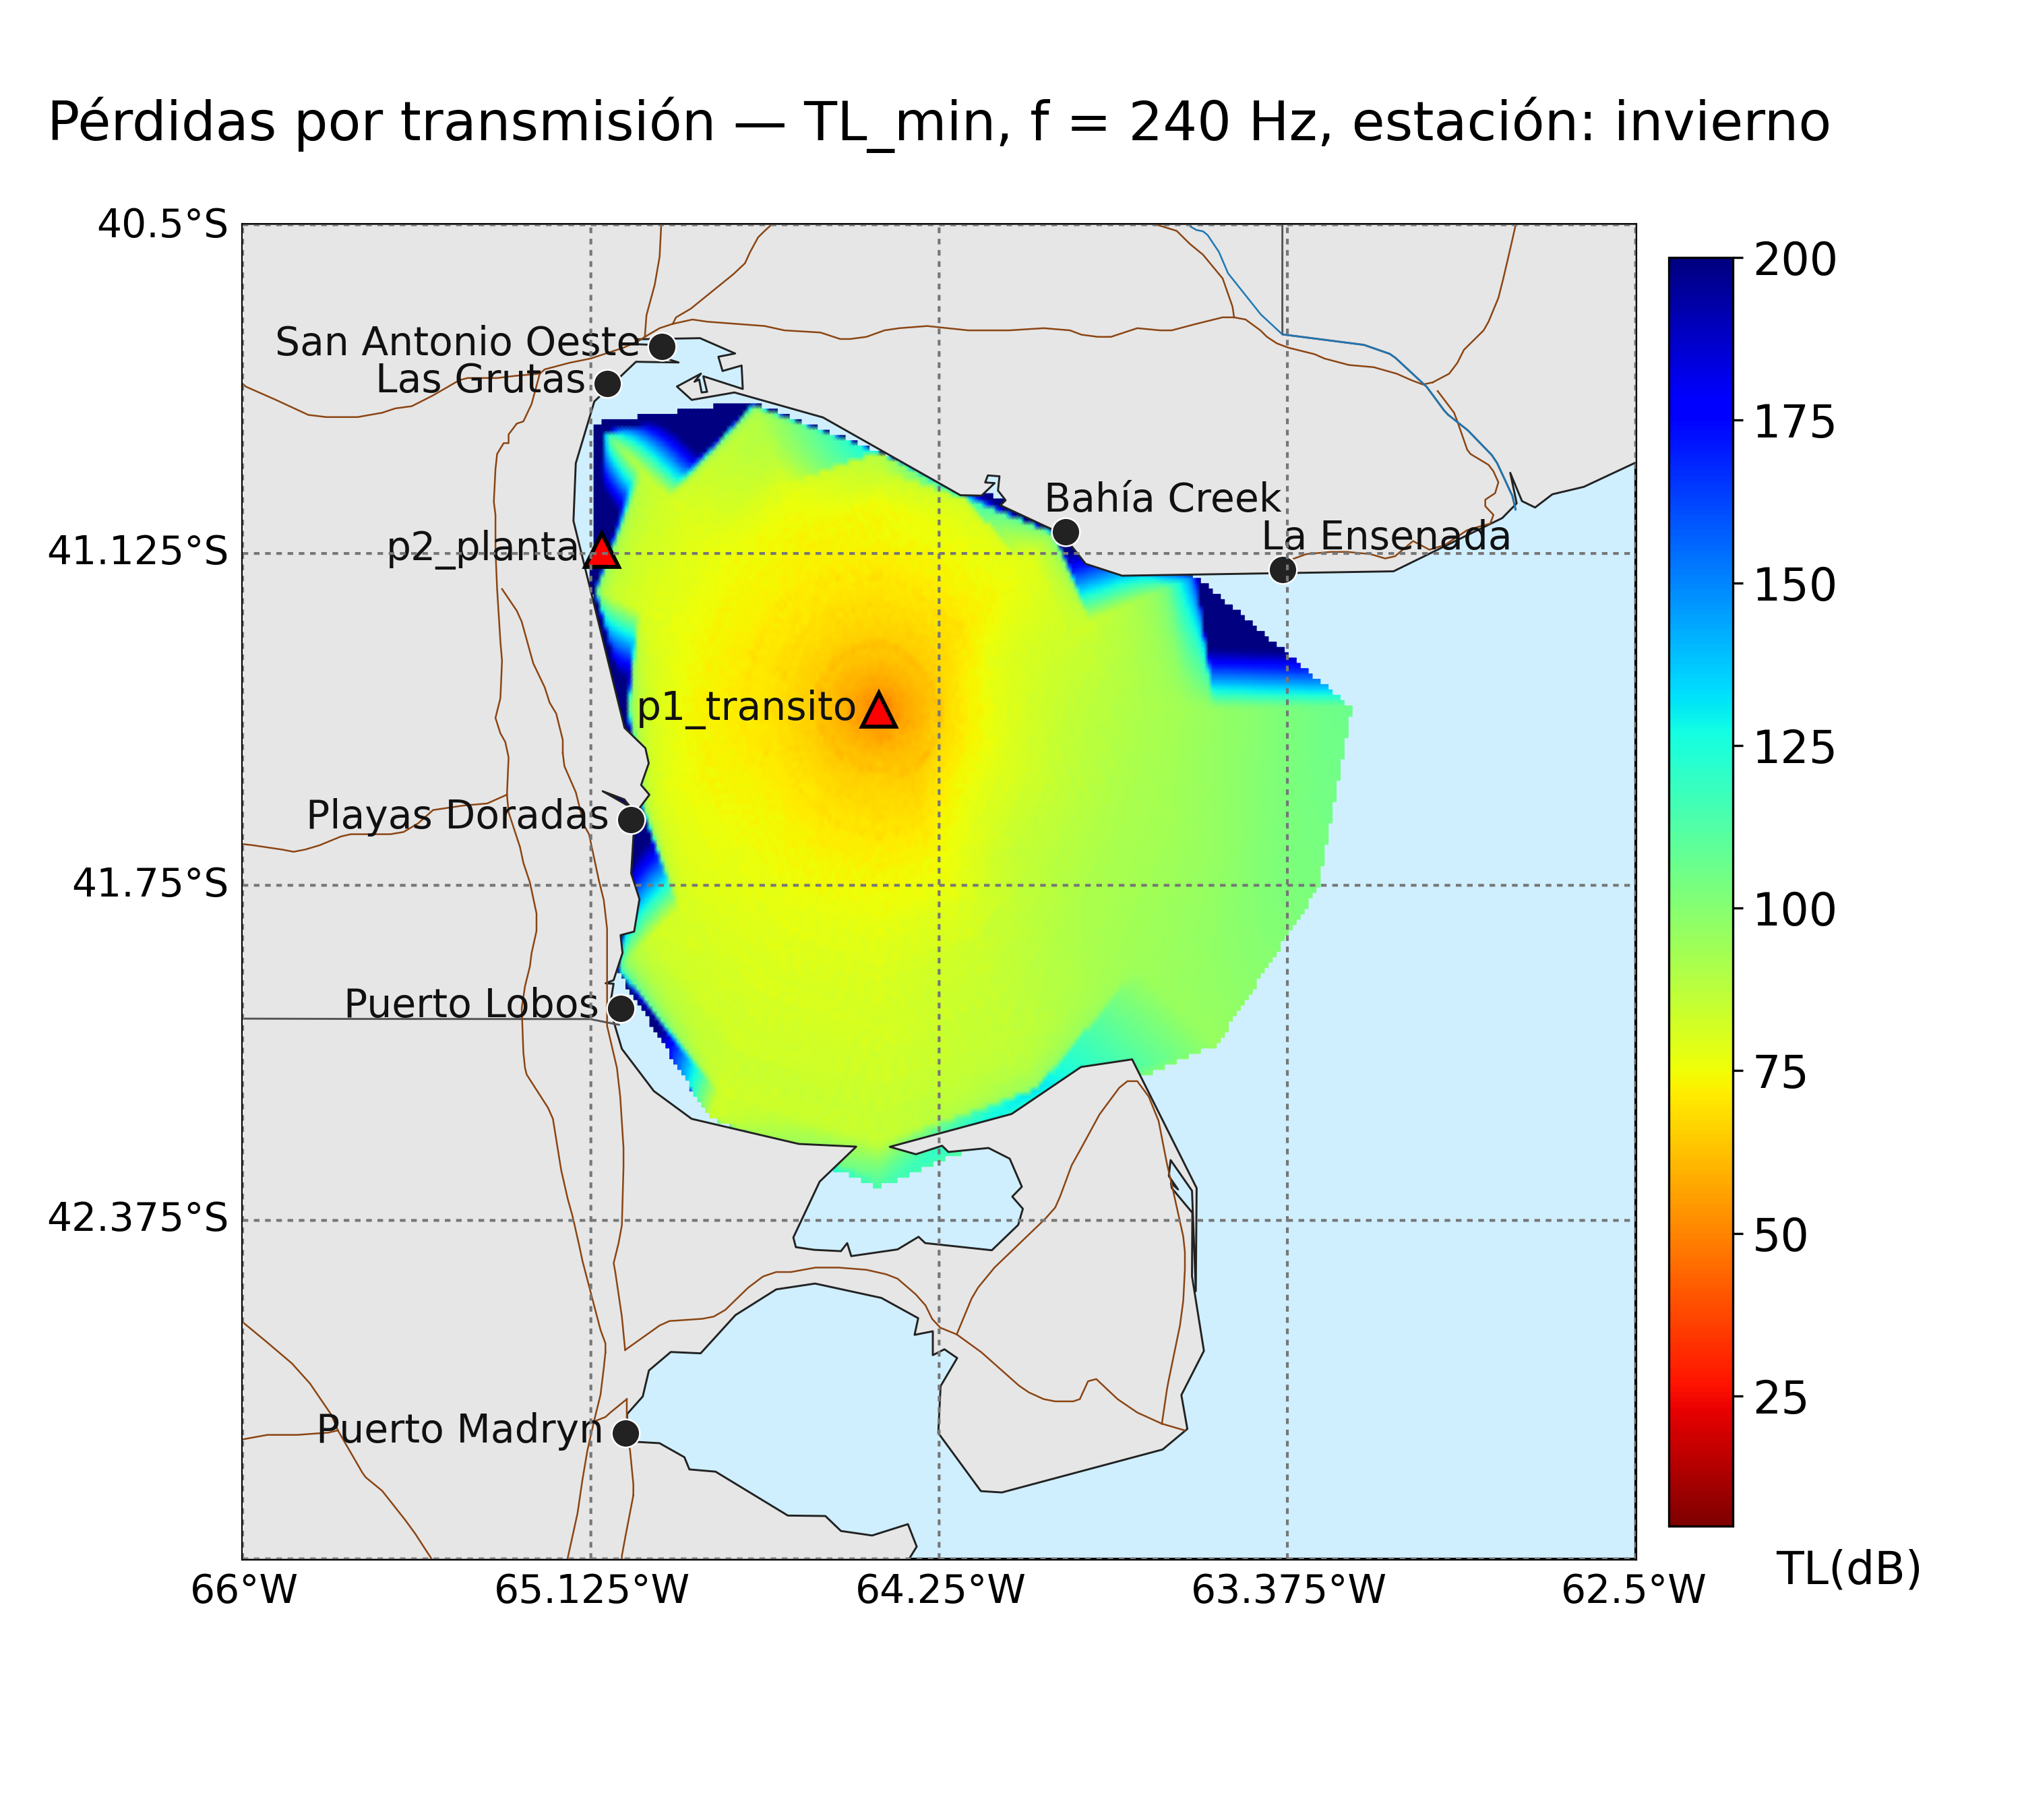 Pérdidas por transmisión — TL_min, f = 240 Hz, estación: invierno
40.5°S
200
San Antonio Oeste
Las Grutas
175
Bahía Creek
La Ensenada
41.125°S
p2_planta
150
p1_transito
125
Playas Doradas
41.75°S
100
Puerto Lobos
75
42.375°S
50
25
Puerto Madryn
TL(dB)
66°W
65.125°W
64.25°W
63.375°W
62.5°W